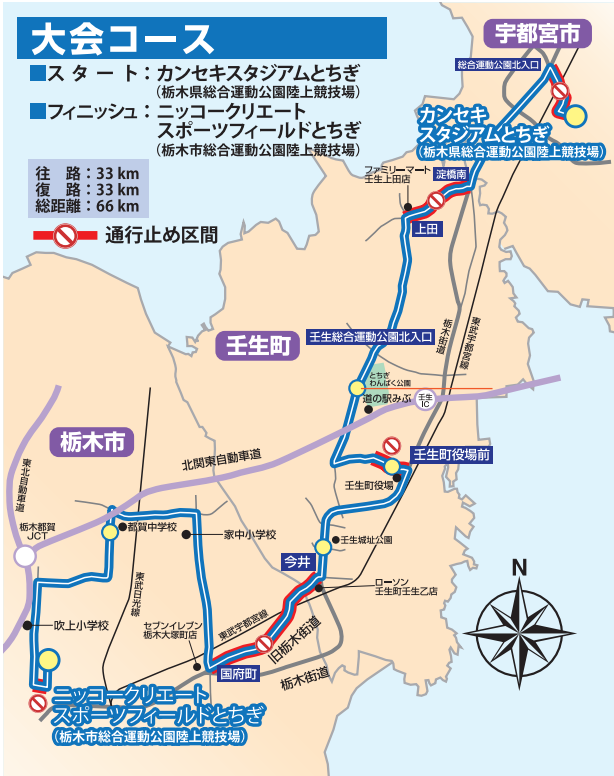 大会コース
スタート：カンセキスタジアムとちぎ
（栃木県総合運動公園陸上競技場）
フィニッシュ：ニッコークリエート
スポーツフィールドとちぎ
（栃木市総合運動公園陸上競技場）
往　路：33 km
復　路：33 km
総距離：66 km
通行止め区間
宇都宮市
総合運動公園北入口
カンセキ
スタジアムとちぎ
（栃木県総合運動公園陸上競技場）
ファミリーマート
壬生上田店
淀橋南
上田
壬生町
壬生総合運動公園北入口
栃木街道
東武宇都宮線
とちぎ
わんぱく公園
道の駅みぶ
壬生
IC
栃木市
北関東自動車道
東北自動車道
壬生町役場前
壬生町役場
栃木都賀
JCT
都賀中学校
家中小学校
壬生城址公園
今井
ローソン
壬生町壬生乙店
東武日光線
吹上小学校
セブンイレブン
栃木大塚町店
東武宇都宮線
旧栃木街道
国府町
栃木街道
ニッコークリエート
スポーツフィールドとちぎ
（栃木市総合運動公園陸上競技場）
N